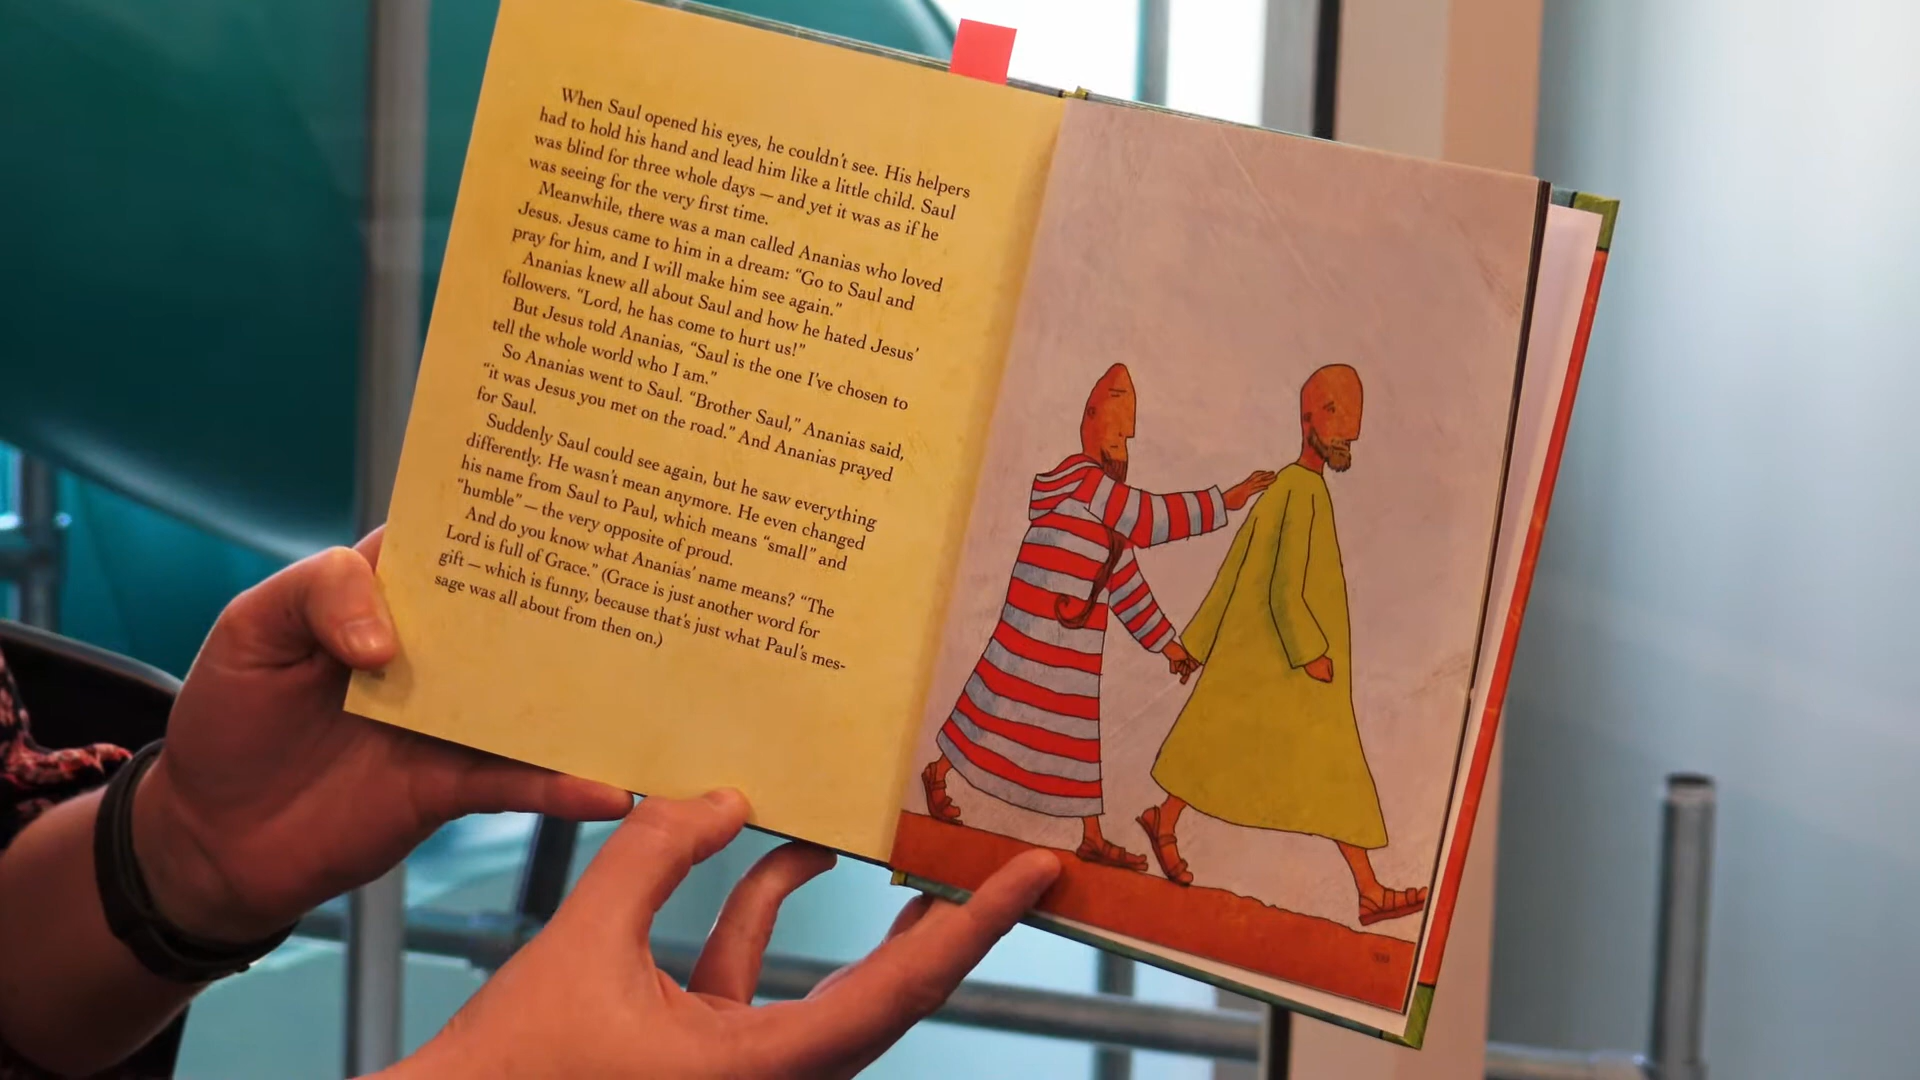 When Saul opened his eyes, he couldn't see. His helpers
had to hold his hand and lead him like a little child. Saul
was blind for three whole days – and yet it was as if he
was seeing for the very first time.
Meanwhile, there was a man called Ananias who loved
Jesus. Jesus came to him in a dream: “Go to Saul and
pray for him, and I will make him see again.”
Ananias knew all about Saul and how he hated Jesus’
followers. “Lord, he has come to hurt us!”
But Jesus told Ananias, “Saul is the one I've chosen to
tell the whole world who I am.”
So Ananias went to Saul. “Brother Saul,” Ananias said,
“it was Jesus you met on the road.” And Ananias prayed
for Saul.
Suddenly Saul could see again, but he saw everything
differently. He wasn't mean anymore. He even changed
his name from Saul to Paul, which means “small” and
“humble” – the very opposite of proud.
And do you know what Ananias’ name means? “The
Lord is full of Grace.” (Grace is just another word for
gift – which is funny, because that's just what Paul's mes-
sage was all about from then on.)